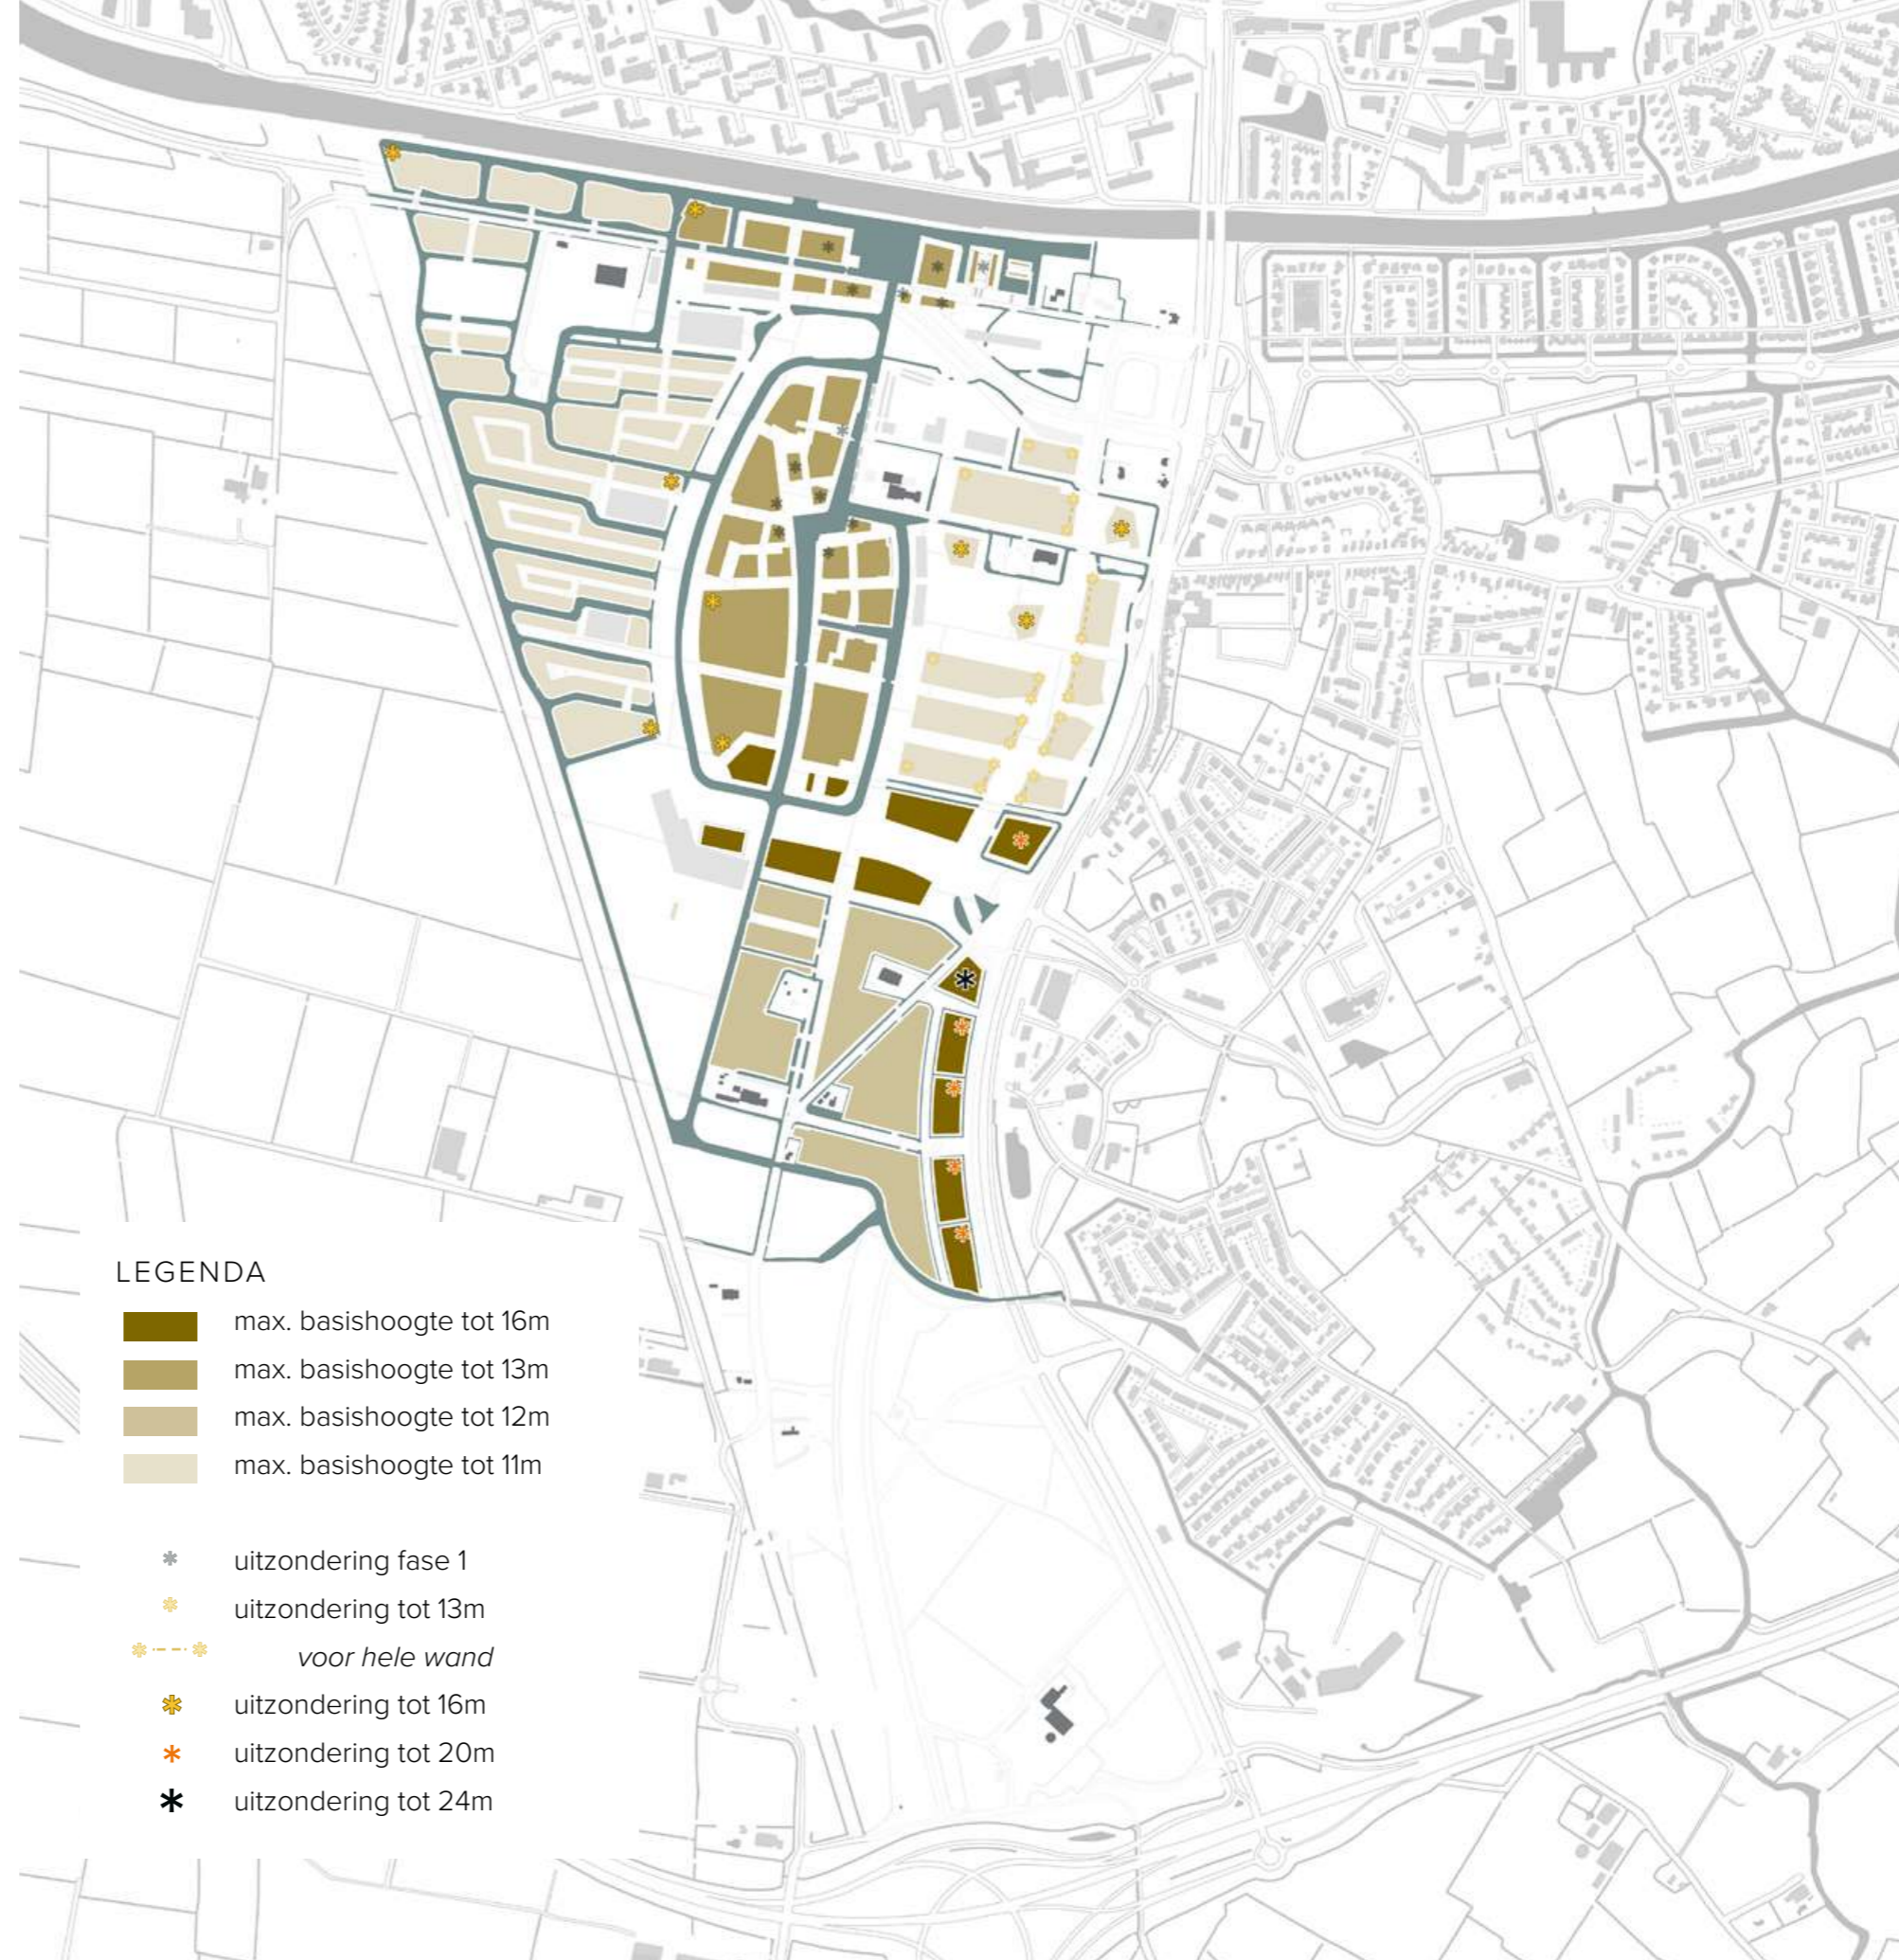 LEGENDA
max. basishoogte tot 16m
max. basishoogte tot 13m
max. basishoogte tot 12m
max. basishoogte tot 11m
uitzondering fase 1
uitzondering tot 13m
voor hele wand
uitzondering tot 16m
uitzondering tot 20m
uitzondering tot 24m